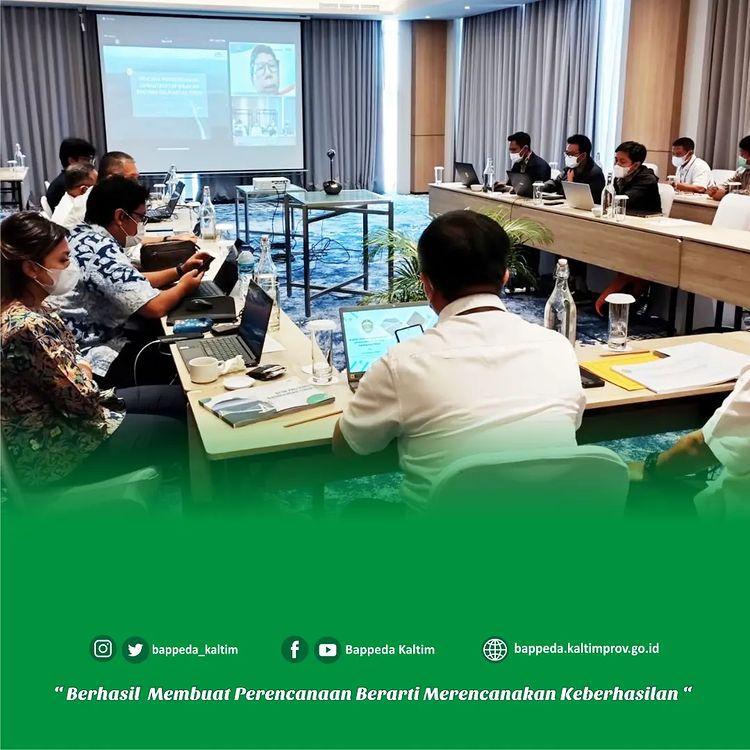 bappeda_kaltim
Bappeda Kaltim
bappeda.kaltimprov.go.id
“ Berhasil Membuat Perencanaan Berarti Merencanakan Keberhasilan “